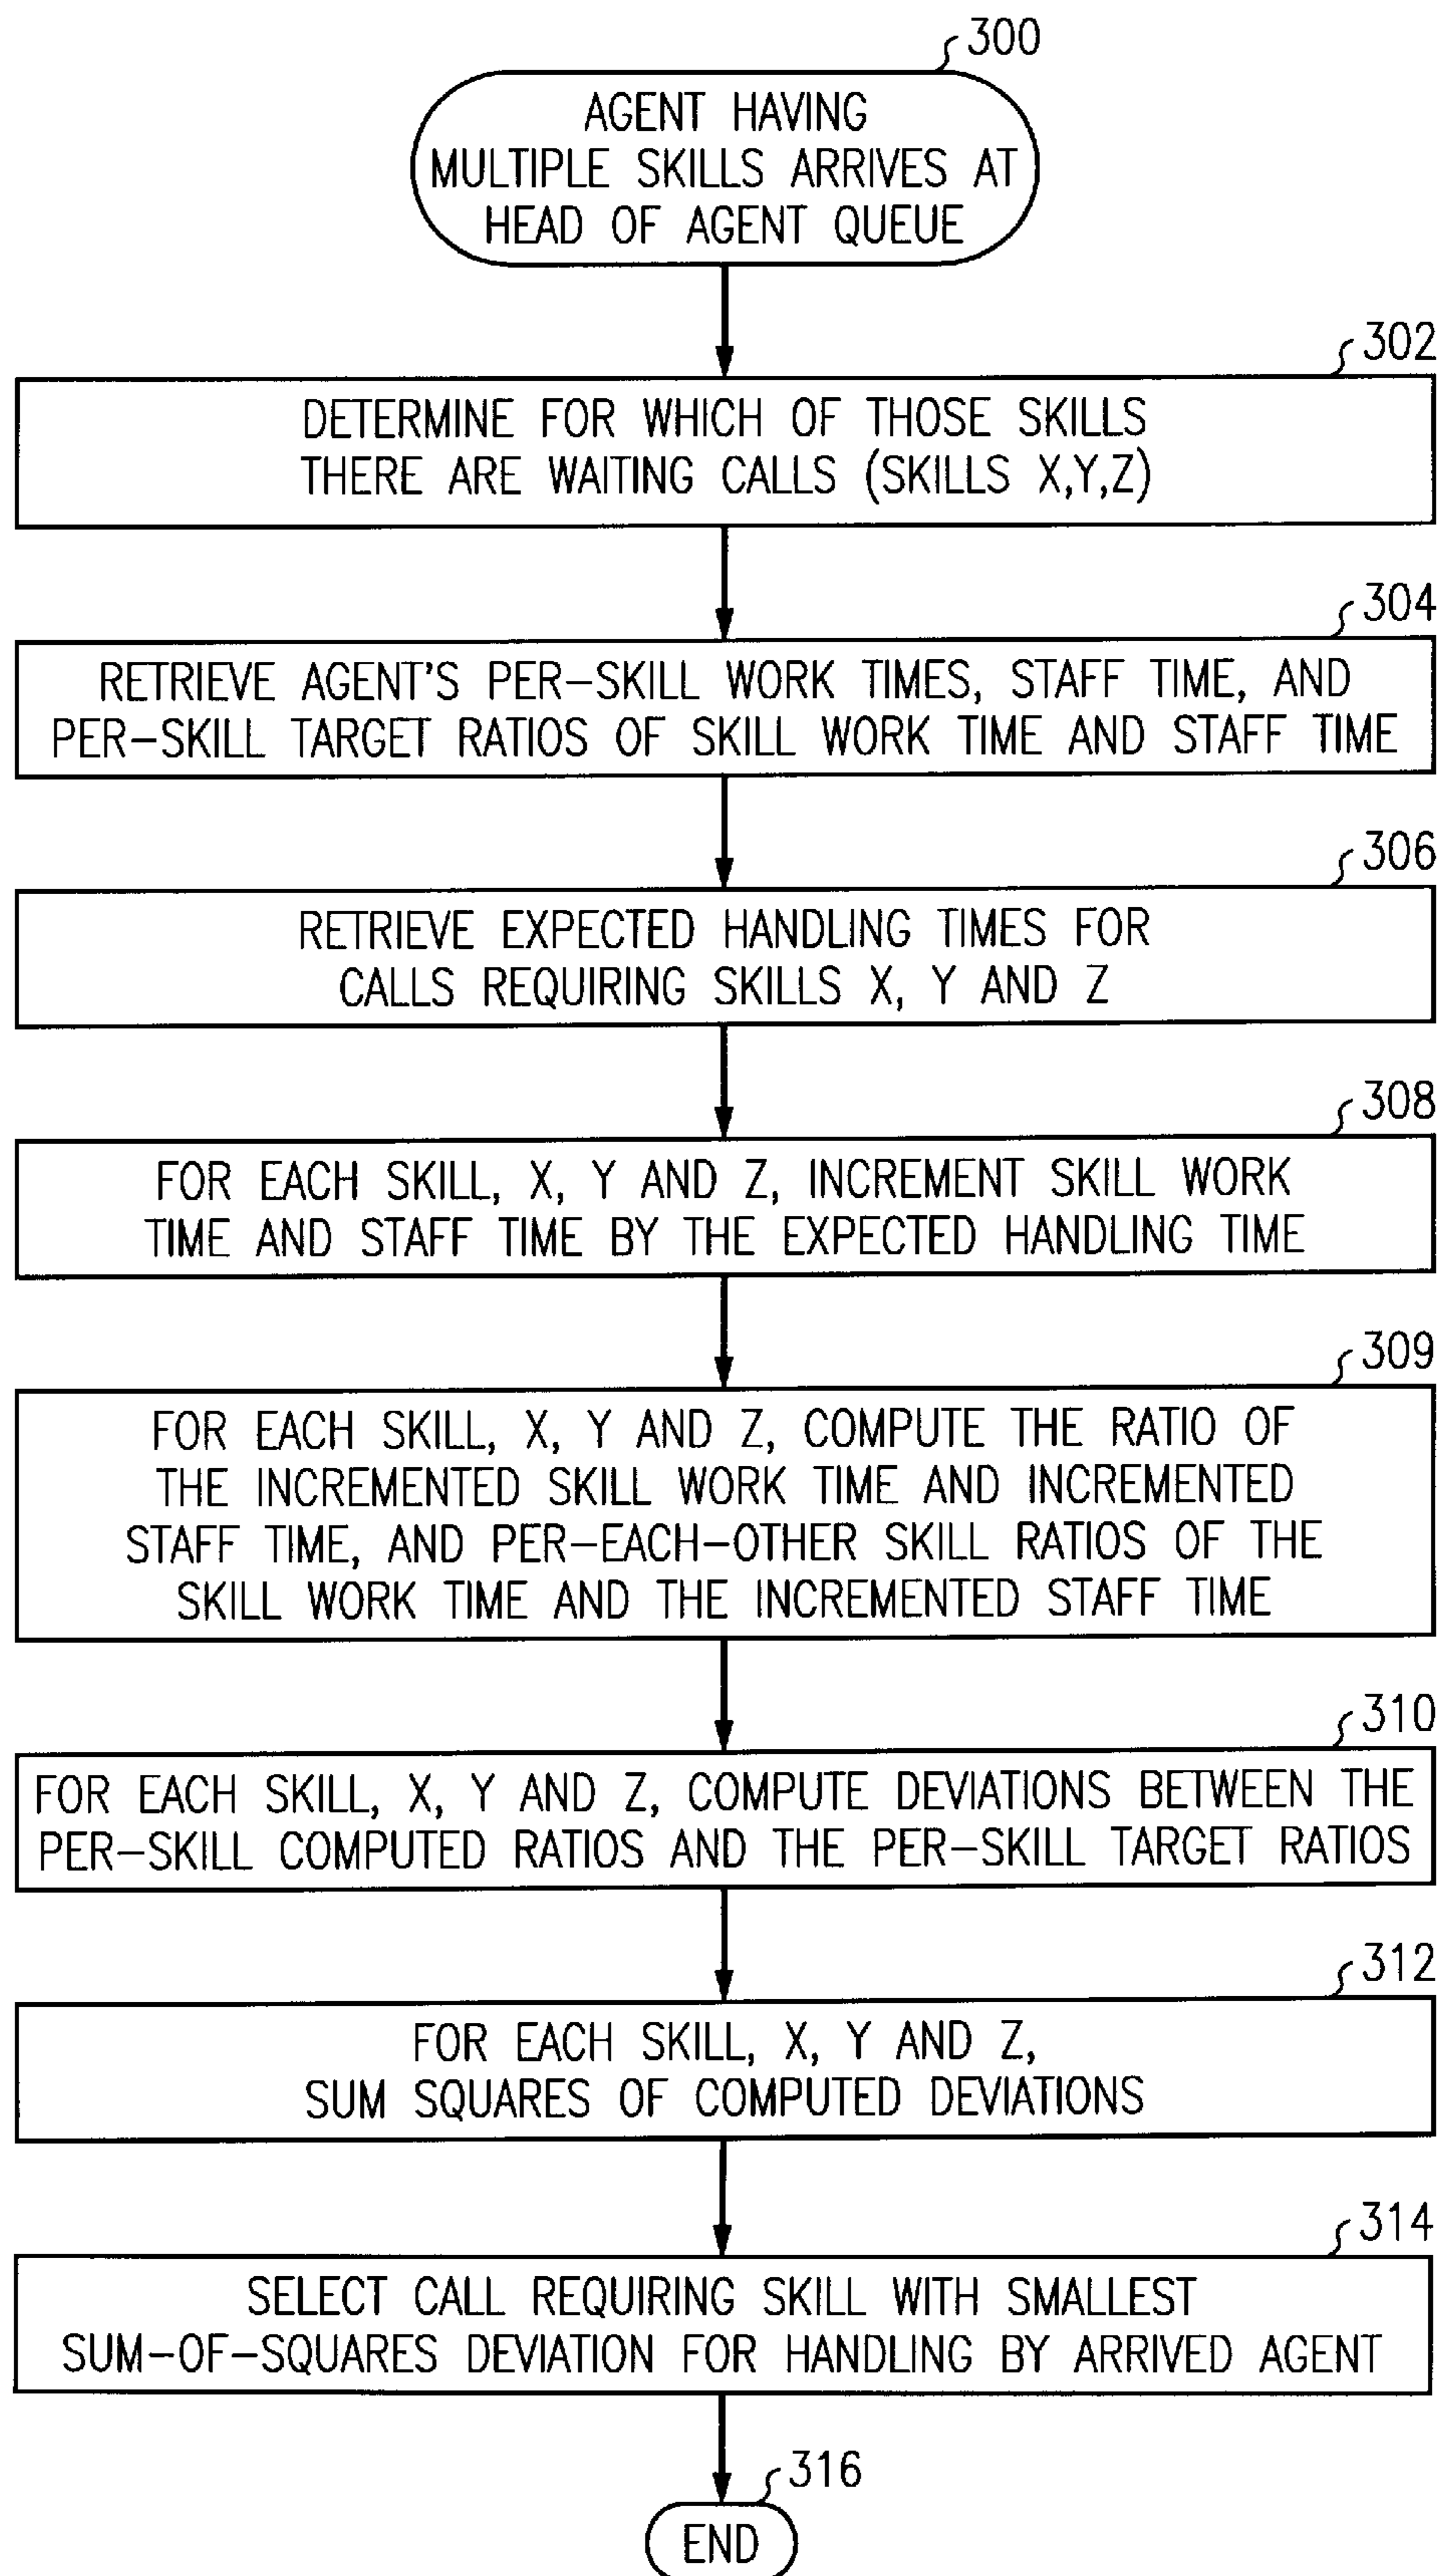 300
AGENT HAVING
MULTIPLE SKILLS ARRIVES AT
HEAD OF AGENT QUEUE
302
DETERMINE FOR WHICH OF THOSE SKILLS
THERE ARE WAITING CALLS (SKILLS X,Y,Z)
304
RETRIEVE AGENT'S PER-SKILL WORK TIMES, STAFF TIME, AND
PER-SKILL TARGET RATIOS OF SKILL WORK TIME AND STAFF TIME
306
RETRIEVE EXPECTED HANDLING TIMES FOR
CALLS REQUIRING SKILLS X, Y AND Z
308
FOR EACH SKILL, X, Y AND Z, INCREMENT SKILL WORK
TIME AND STAFF TIME BY THE EXPECTED HANDLING TIME
309
FOR EACH SKILL, X, Y AND Z, COMPUTE THE RATIO OF
THE INCREMENTED SKILL WORK TIME AND INCREMENTED
STAFF TIME, AND PER-EACH-OTHER SKILL RATIOS OF THE
SKILL WORK TIME AND THE INCREMENTED STAFF TIME
310
FOR EACH SKILL, X, Y AND Z, COMPUTE DEVIATIONS BETWEEN THE
PER-SKILL COMPUTED RATIOS AND THE PER-SKILL TARGET RATIOS
312
FOR EACH SKILL, X, Y AND Z,
SUM SQUARES OF COMPUTED DEVIATIONS
314
SELECT CALL REQUIRING SKILL WITH SMALLEST
SUM-OF-SQUARES DEVIATION FOR HANDLING BY ARRIVED AGENT
316
END